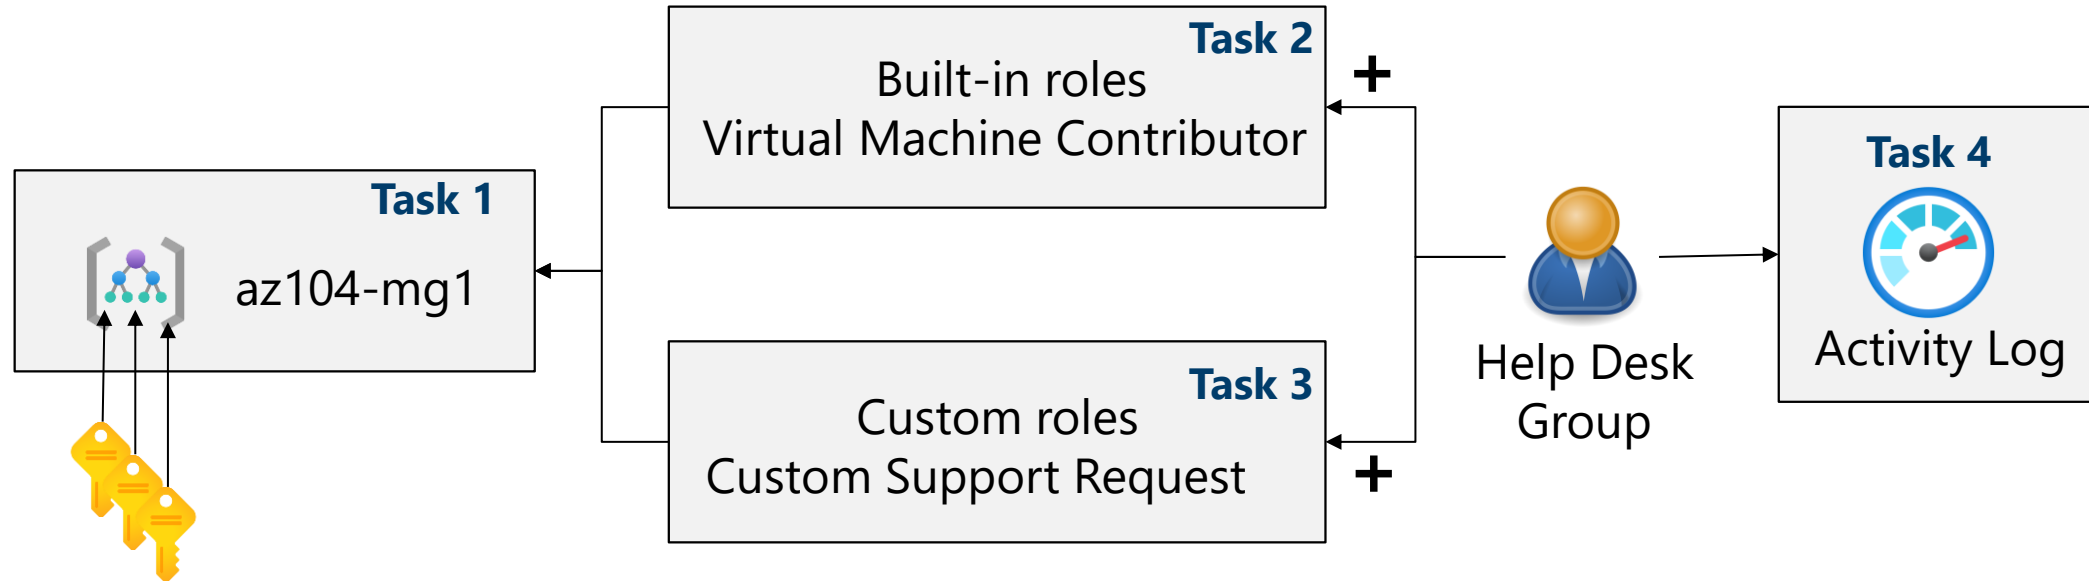 Task 1
az104-mg1
Task 2
Built-in roles
Virtual Machine Contributor
+
Task 3
Custom roles
Custom Support Request
+
Help Desk
Group
Task 4
Activity Log